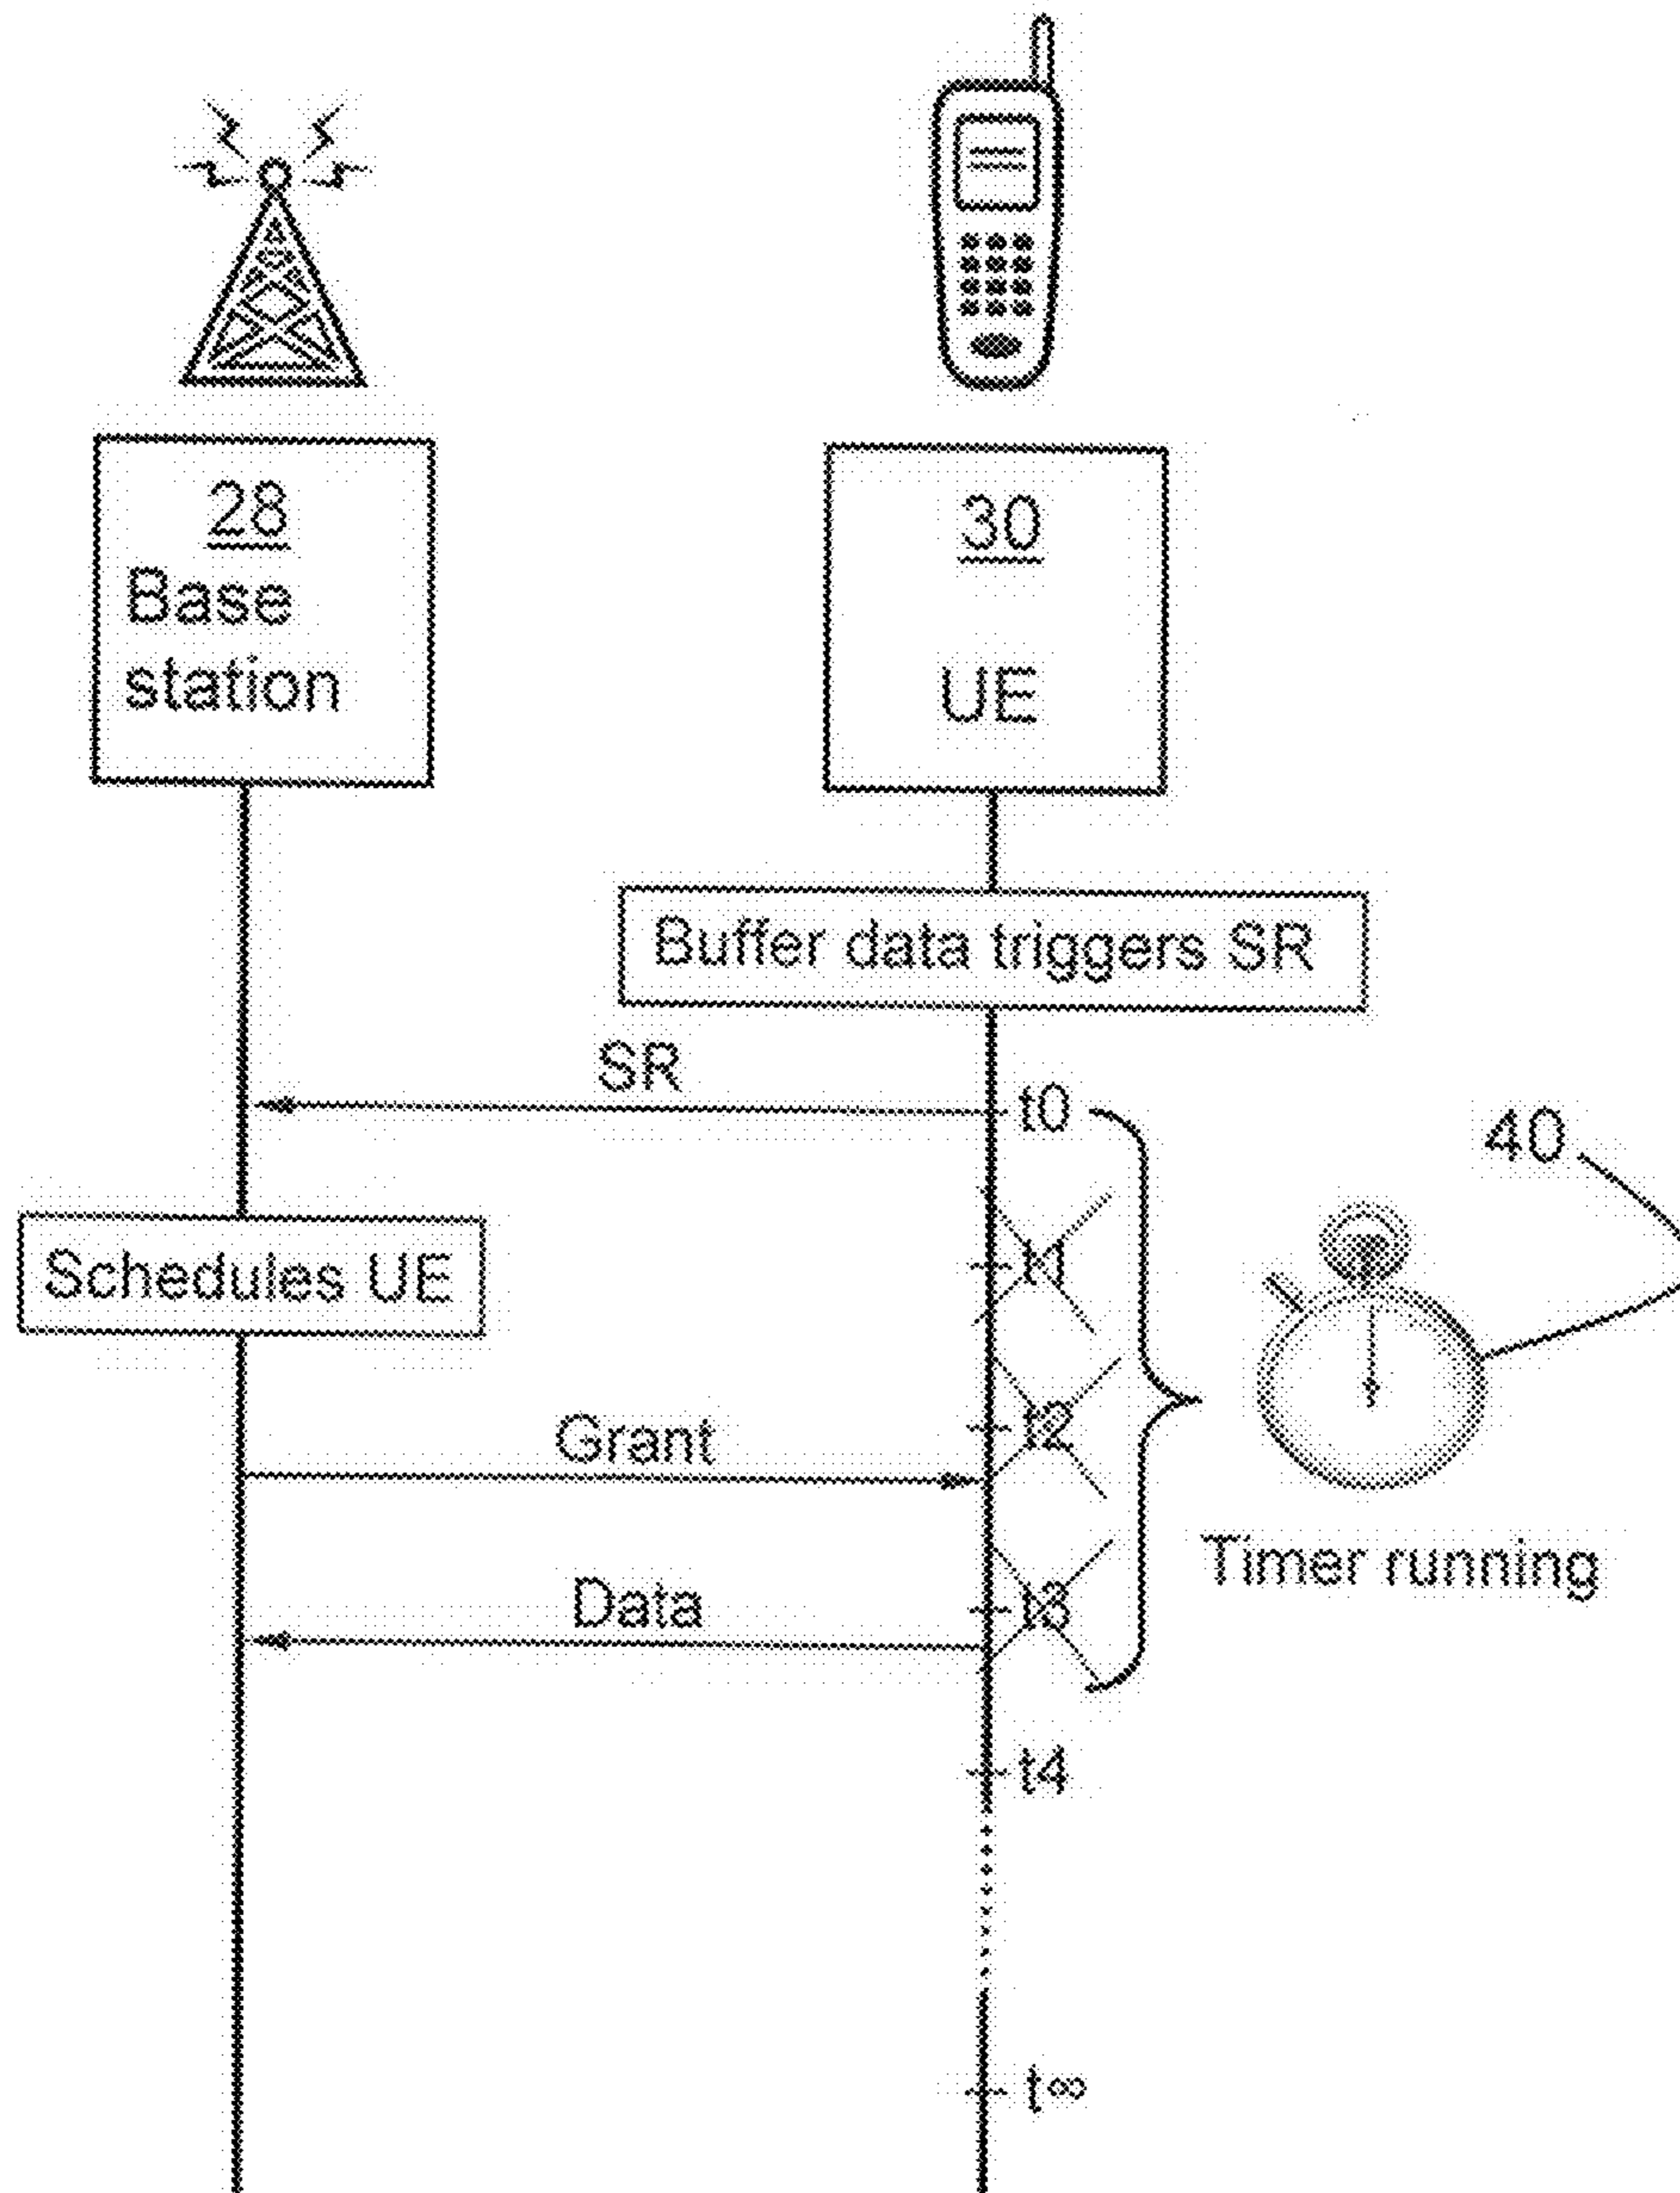 28
Base
station
30
UE
Buffer data triggers SR
SR
t0
40
Schedules UE
t1
Grant
t2
Timer running
Data
t3
t4
t∞